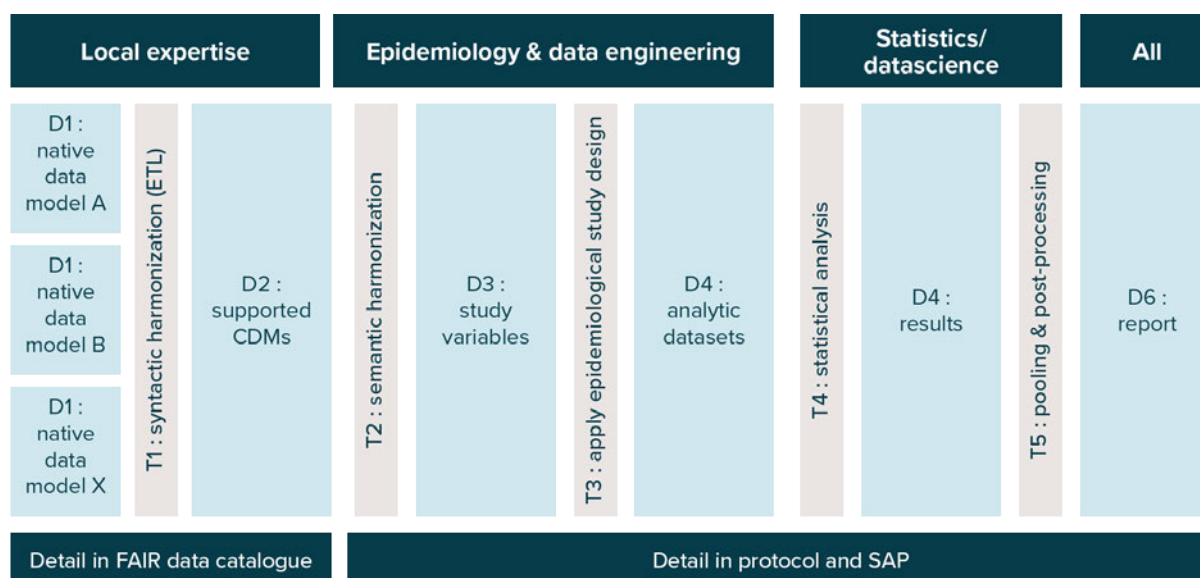 Local expertise
Epidemiology & data engineering
Statistics/
datascience
All
D1 :
native
data
model A
D1 :
native
data
model B
D1 :
native
data
model X
T1 : syntactic harmonization (ETL)
D2 :
supported
CDMs
T2 : semantic harmonization
D3 :
study
variables
T3 : apply epidemiological study design
D4 :
analytic
datasets
T4 : statistical analysis
D4 :
results
T5 : pooling & post-processing
D6 :
report
Detail in FAIR data catalogue
Detail in protocol and SAP